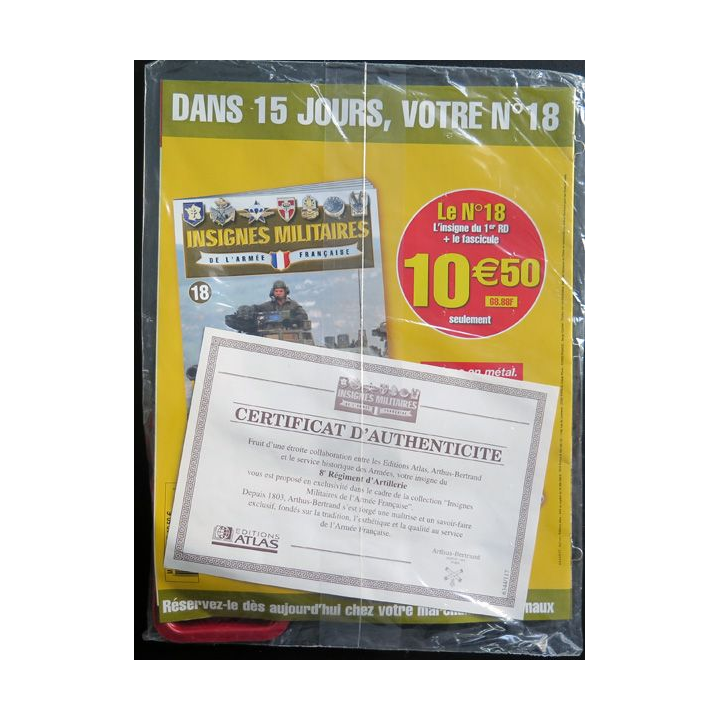 DANS 15 JOURS, VOTRE N°18
INSIGNES MILITAIRES
DE L'ARMÉE FRANÇAISE
18
Le N°18
L'insigne du 1er RD
+ le fascicule
10€50
68.88F
seulement
en métal.
INSIGNES MILITAIRES
CERTIFICAT D'AUTHENTICITE
Fruit d'une étroite collaboration entre les Editions Atlas, Arthus-Bertrand
et le service historique des Armées, votre insigne du
8e Régiment d'Artillerie
vous est proposé en exclusivité dans le cadre de la collection "Insignes
Militaires de l'Armée Française".
Depuis 1803, Arthus-Bertrand s'est forgé une maîtrise et un savoir-faire
exclusif, fondés sur la tradition, l'esthétique et la qualité au service
de l'Armée Française.
EDITIONS
ATLAS
Arthus-Bertrand
Réservez-le dès aujourd'hui chez votre